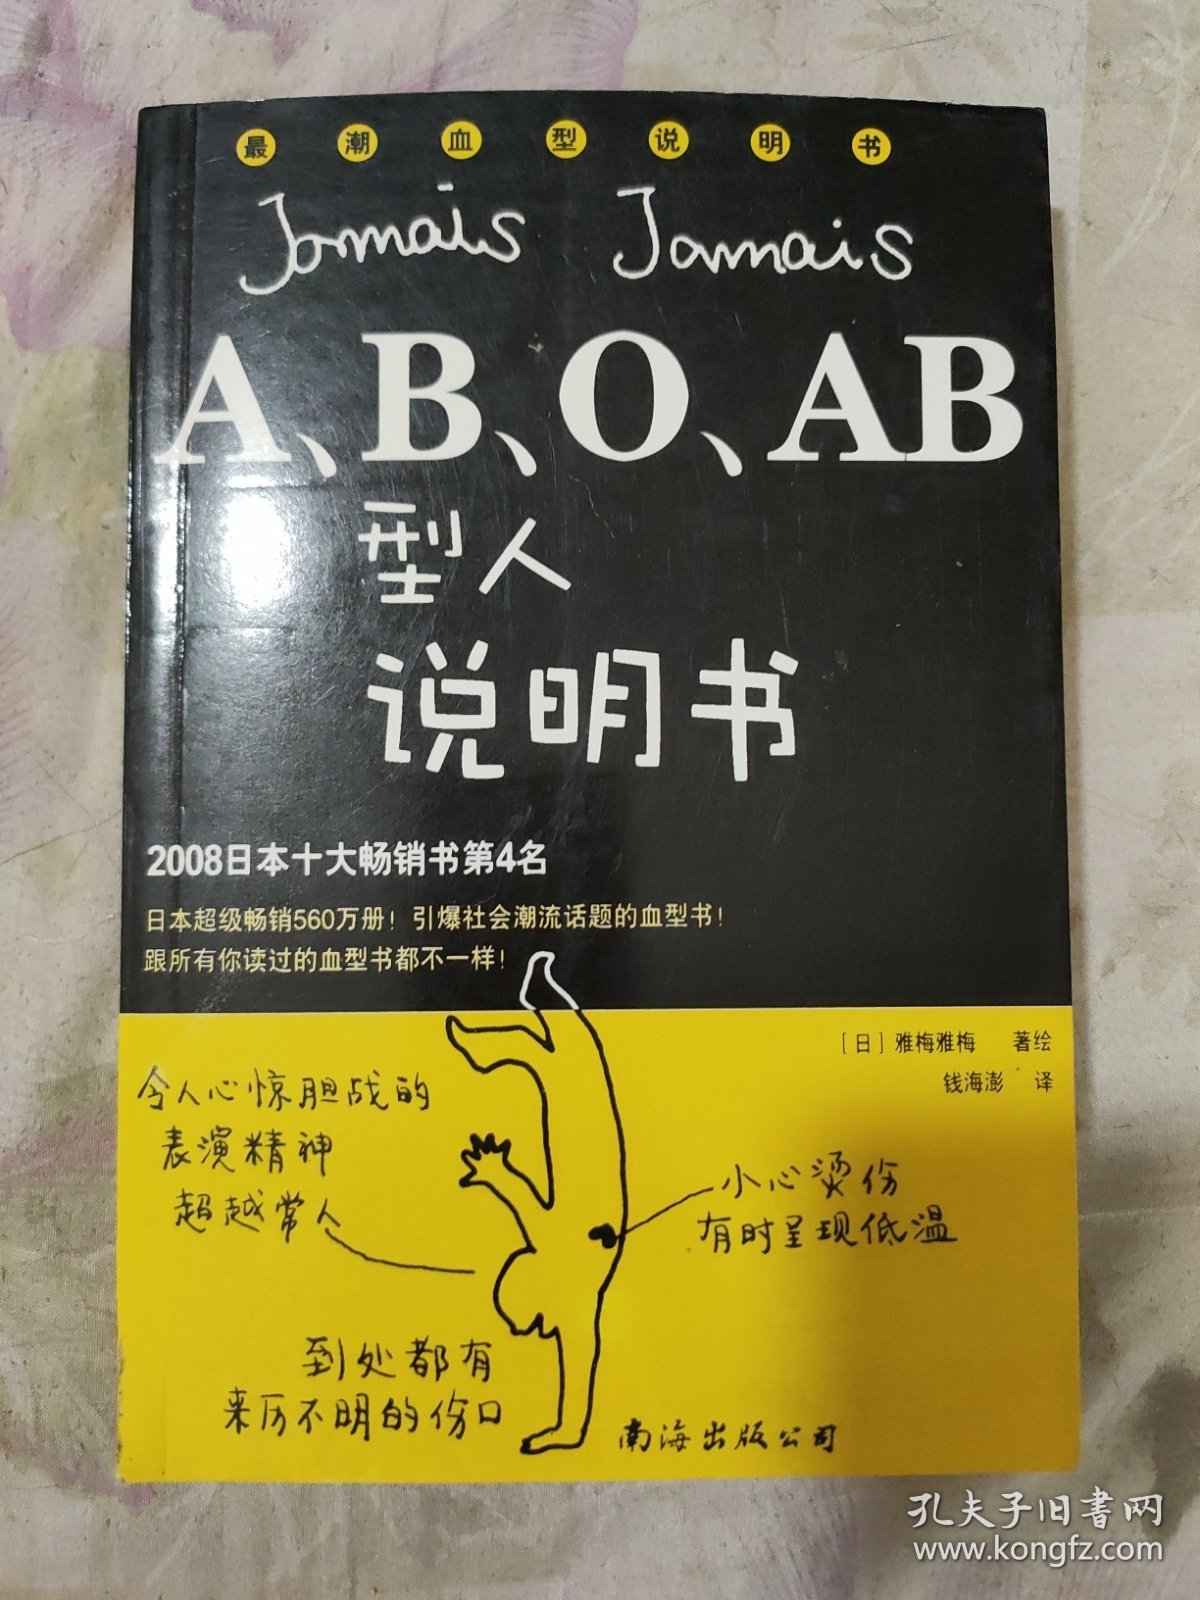 最潮血型说明书
Jamais Jamais
A、B、O、AB
型人
说明书
2008日本十大畅销书第4名
日本超级畅销560万册！引爆社会潮流话题的血型书！
跟所有你读过的血型书都不一样！
［日］雅梅雅梅 著绘
钱海澎 译
令人心惊胆战的
表演精神
超越常人
小心烫伤
有时呈现低温
到处都有
来历不明的伤口
南海出版公司
孔夫子旧书网
www.kongfz.com